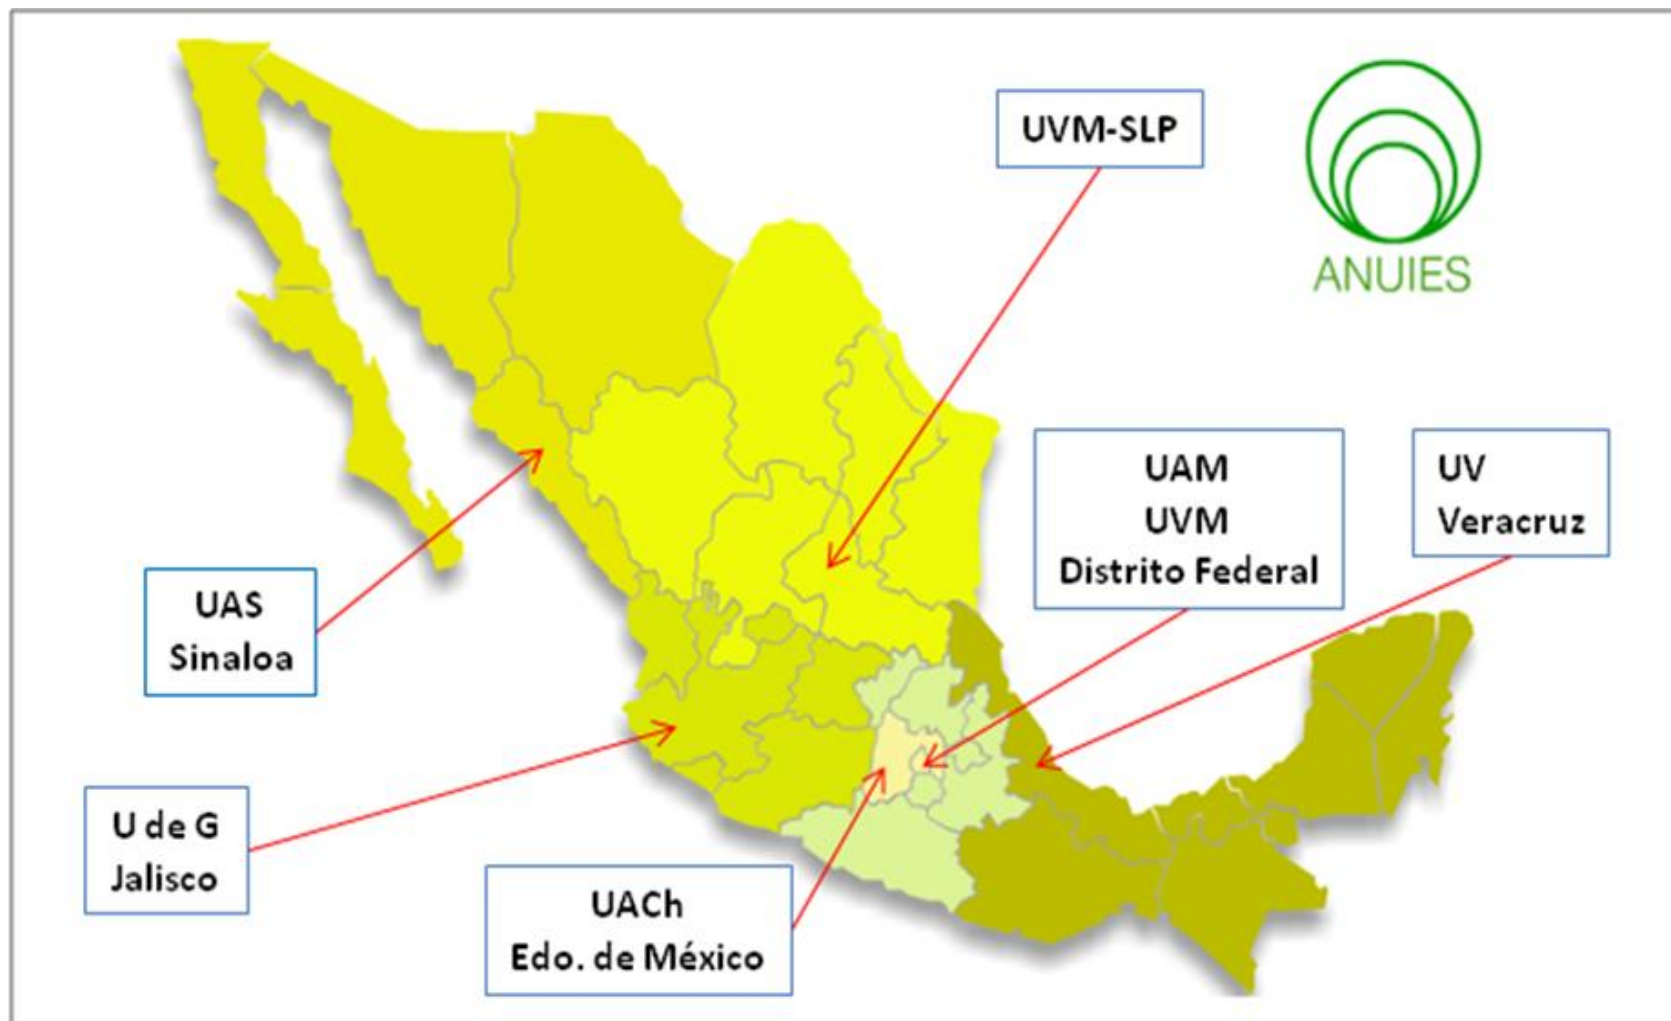 UVM-SLP
ANUIES
UAM
UVM
Distrito Federal
UV
Veracruz
UAS
Sinaloa
U de G
Jalisco
UACh
Edo. de México